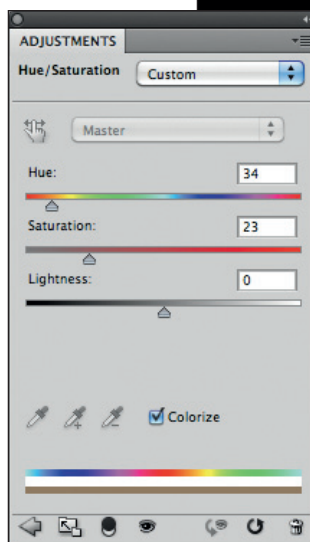 ADJUSTMENTS
Hue/Saturation Custom
Master
Hue: 34
Saturation: 23
Lightness: 0
Colorize